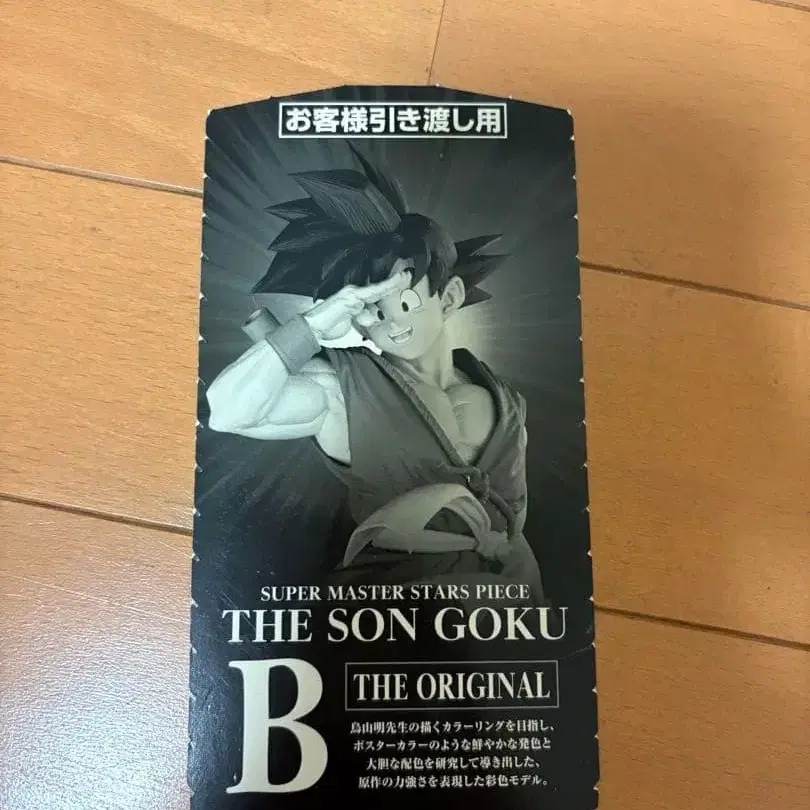 お客様引き渡し用
SUPER MASTER STARS PIECE
THE SON GOKU
B
THE ORIGINAL
鳥山明先生の描くカラーリングを目指し、
ポスターカラーのような鮮やかな発色と
大胆な配色を研究して導き出した、
原作の力強さを表現した彩色モデル。